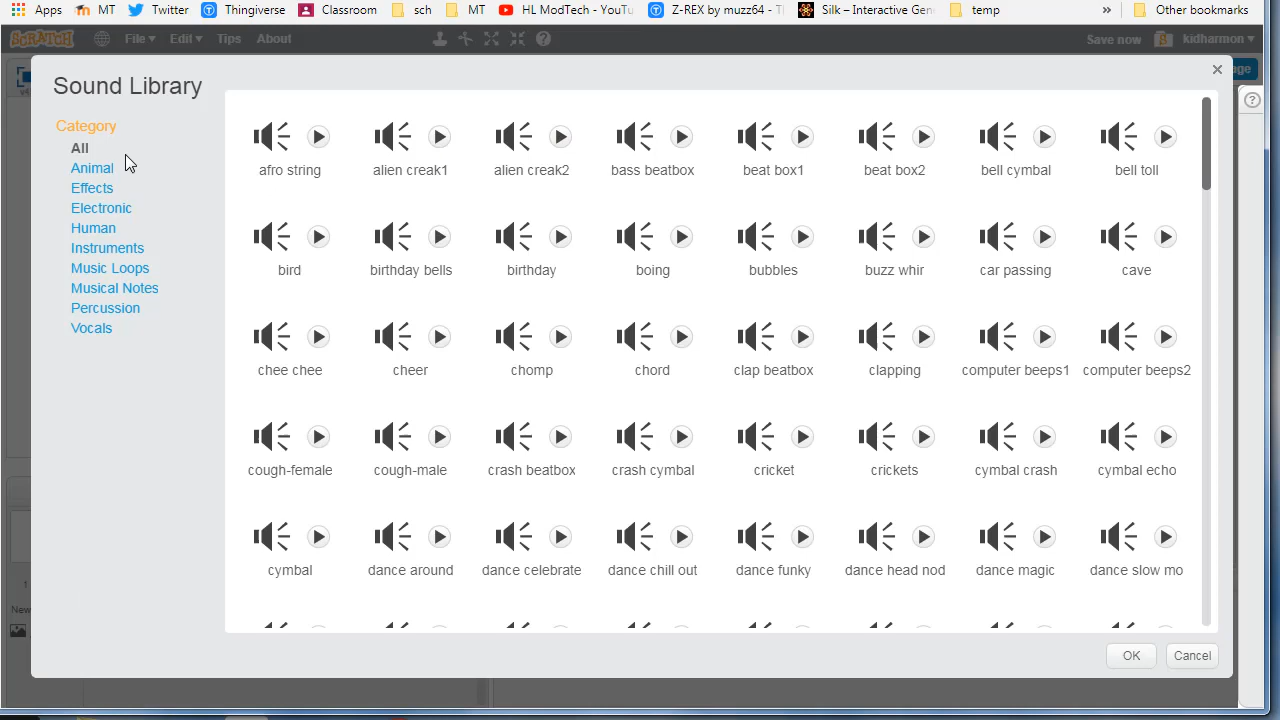 Apps MT Twitter Thingiverse Classroom sch MT HL ModTech - YouTu Z-REX by muzz64 - T Silk – Interactive Gen temp » Other bookmarks
SCRATCH File Edit Tips About Save now kidharmon
Sound Library
Category
All
Animal
Effects
Electronic
Human
Instruments
Music Loops
Musical Notes
Percussion
Vocals
afro string alien creak1 alien creak2 bass beatbox beat box1 beat box2 bell cymbal bell toll
bird birthday bells birthday boing bubbles buzz whir car passing cave
chee chee cheer chomp chord clap beatbox clapping computer beeps1 computer beeps2
cough-female cough-male crash beatbox crash cymbal cricket crickets cymbal crash cymbal echo
cymbal dance around dance celebrate dance chill out dance funky dance head nod dance magic dance slow mo
OK Cancel
New